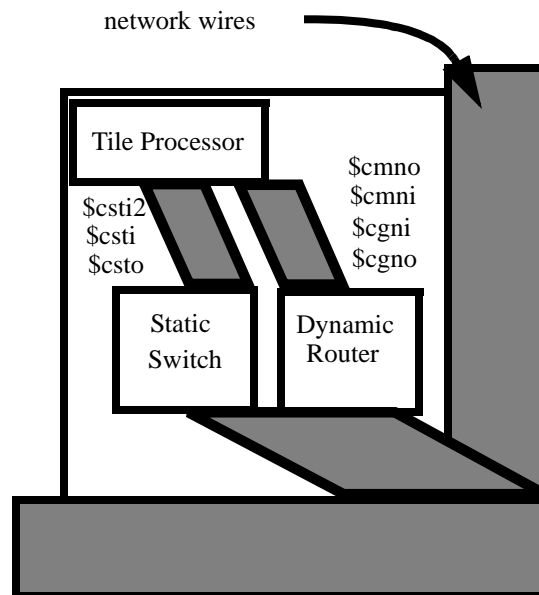 network wires
Tile Processor
$csti2
$csti
$csto
$cmno
$cmni
$cgni
$cgno
Static
Switch
Dynamic
Router